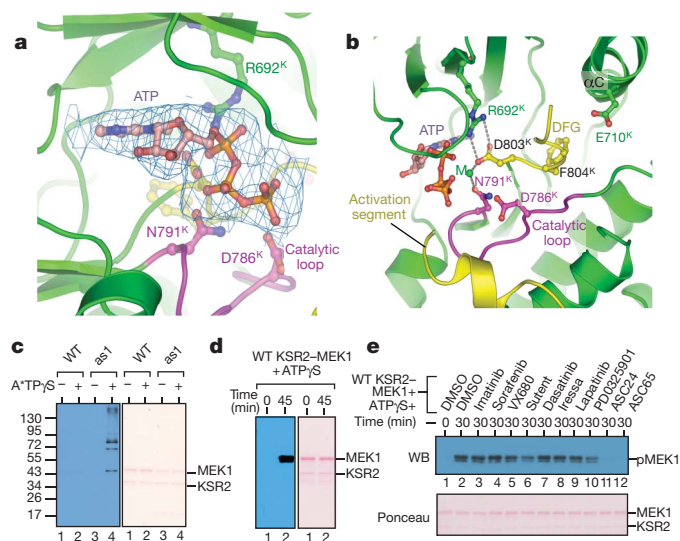 a
R692ᴷ
ATP
N791ᴷ
D786ᴷ
Catalytic
loop
b
αC
R692ᴷ
DFG
E710ᴷ
ATP
D803ᴷ
M
F804ᴷ
N791ᴷ
D786ᴷ
Activation
segment
Catalytic
loop
c
WT as1 WT as1
A*TPγS – + – + – + – +
130
95
72
55
43
34
26
17
MEK1
KSR2
1 2 3 4 1 2 3 4
d
WT KSR2–MEK1
+ATPγS
Time 0 45 0 45
(min)
MEK1
KSR2
1 2 1 2
e
WT KSR2–
MEK1+
ATPγS+
DMSO
DMSO
Imatinib
Sorafenib
VX680
Sutent
Dasatinib
Iressa
Lapatinib
PD0325901
ASC24
ASC65
Time (min) 0 30 30 30 30 30 30 30 30 30 30 30
WB
pMEK1
1 2 3 4 5 6 7 8 9 10 11 12
Ponceau
MEK1
KSR2